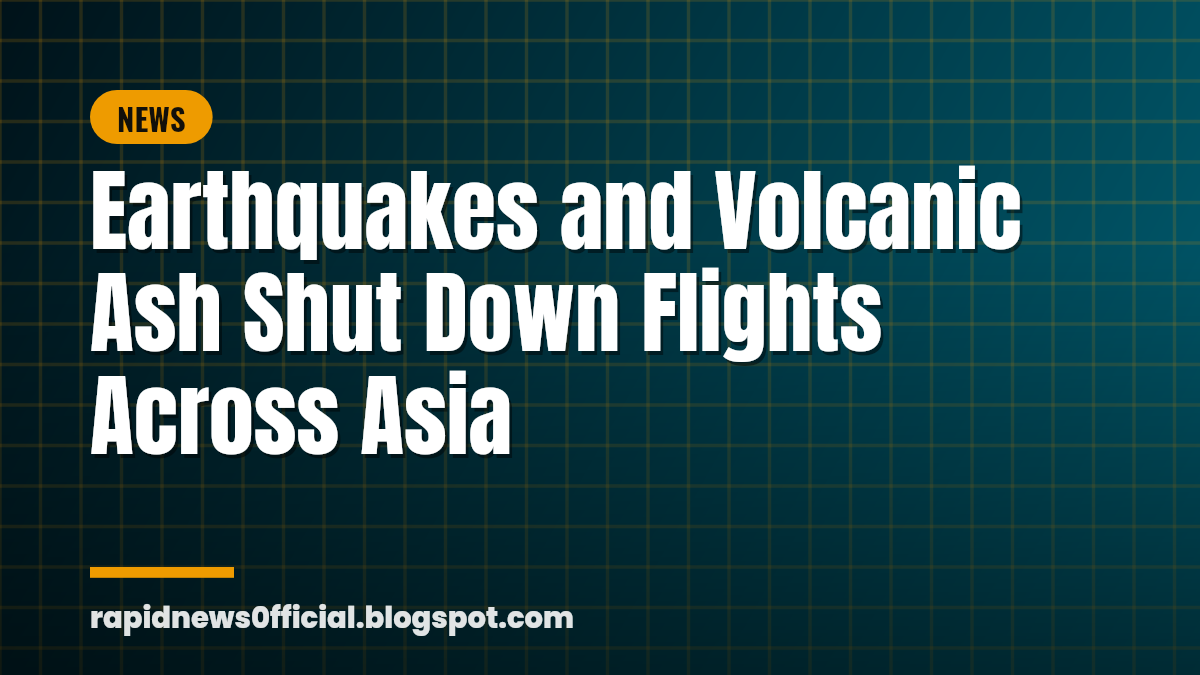 NEWS
Earthquakes and Volcanic
Ash Shut Down Flights
Across Asia
rapidnews0fficial.blogspot.com